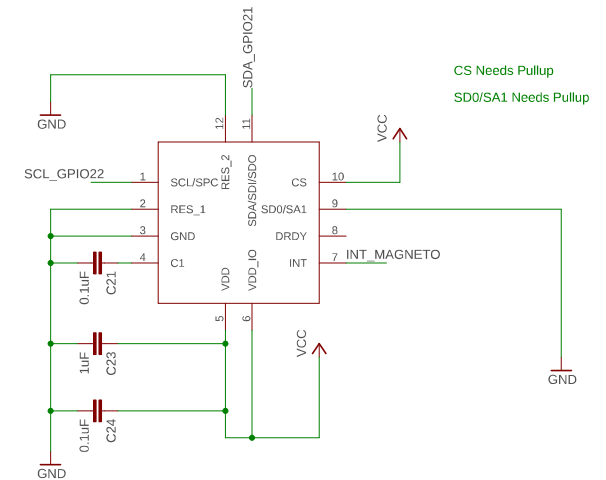 SDA_GPIO21
CS Needs Pullup
SD0/SA1 Needs Pullup
GND
12
11
VCC
SCL_GPIO22
1
SCL/SPC
RES_2
SDA/SDI/SDO
CS
10
2
RES_1
SD0/SA1
9
3
GND
DRDY
8
4
C1
INT
7
INT_MAGNETO
0.1uF
C21
VDD
VDD_IO
5
6
VCC
1uF
C23
GND
0.1uF
C24
GND